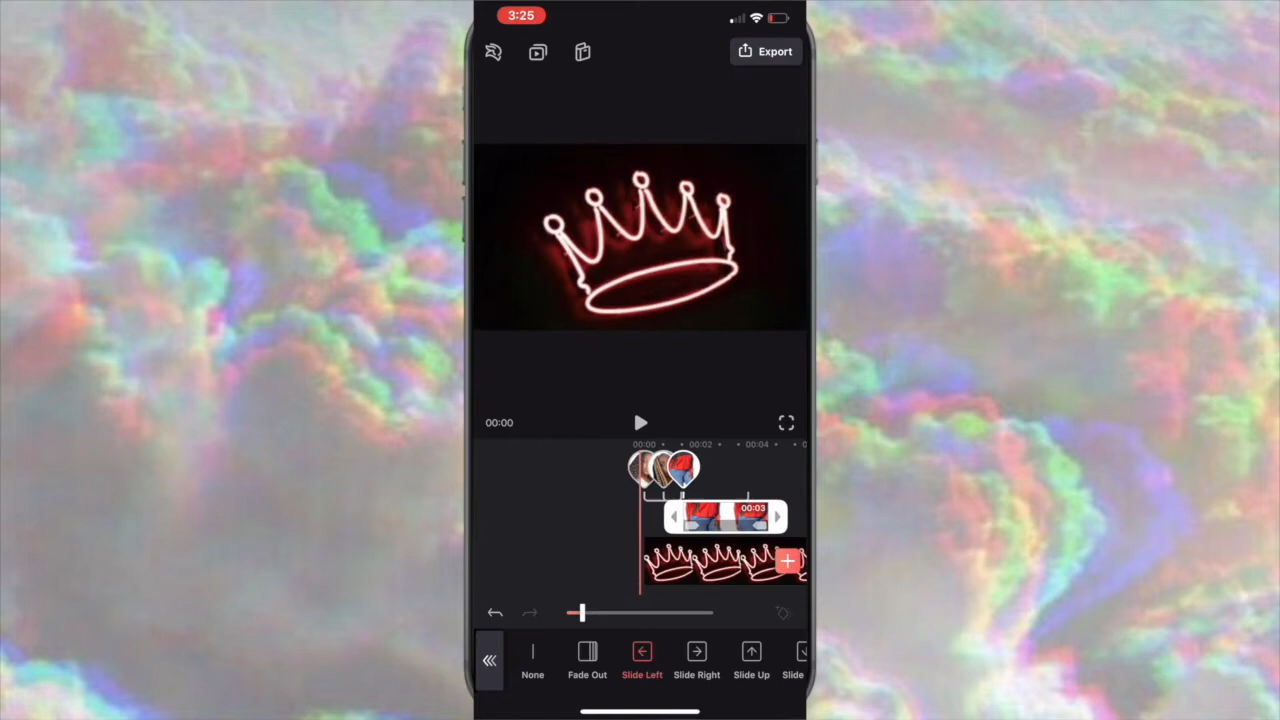 3:25
Export
00:00
00:00
00:02
00:04
00:03
None
Fade Out
Slide Left
Slide Right
Slide Up
Slide